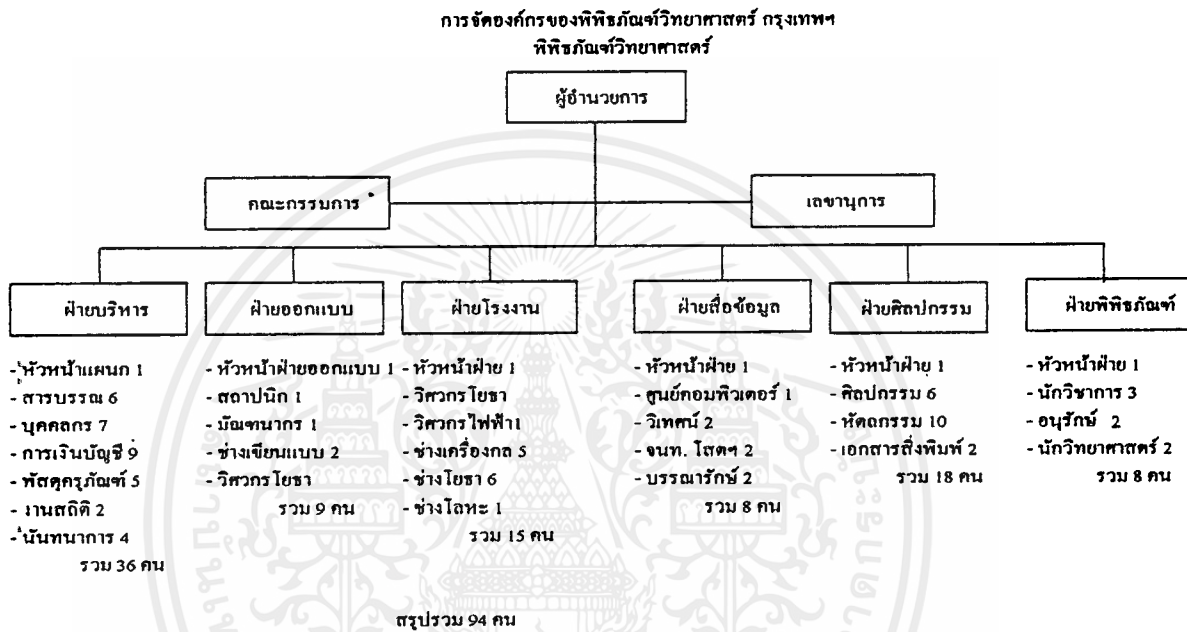 การจัดองค์กรของพิพิธภัณฑ์วิทยาศาสตร์ กรุงเทพฯ
พิพิธภัณฑ์วิทยาศาสตร์
ผู้อำนวยการ
คณะกรรมการ
เลขานุการ
ฝ่ายบริหาร
- หัวหน้าแผนก 1
- สารบรรณ 6
- บุคคลกร 7
- การเงินบัญชี 9
- พัสดุครุภัณฑ์ 5
- งานสถิติ 2
- นันทนาการ 4
รวม 36 คน
ฝ่ายออกแบบ
- หัวหน้าฝ่ายออกแบบ 1
- สถาปนิก 1
- มัณฑนากร 1
- ช่างเขียนแบบ 2
- วิศวกรโยธา
รวม 9 คน
ฝ่ายโรงงาน
- หัวหน้าฝ่าย 1
- วิศวกรโยธา
- วิศวกรไฟฟ้า1
- ช่างเครื่องกล 5
- ช่างโยธา 6
- ช่างโลหะ 1
รวม 15 คน
ฝ่ายสื่อข้อมูล
- หัวหน้าฝ่าย 1
- ศูนย์คอมพิวเตอร์ 1
- วิเทศน์ 2
- จนท. โสตฯ 2
- บรรณารักษ์ 2
รวม 8 คน
ฝ่ายศิลปกรรม
- หัวหน้าฝ่าย 1
- ศิลปกรรม 6
- หัตถกรรม 10
- เอกสารสิ่งพิมพ์ 2
รวม 18 คน
ฝ่ายพิพิธภัณฑ์
- หัวหน้าฝ่าย 1
- นักวิชาการ 3
- อนุรักษ์ 2
- นักวิทยาศาสตร์ 2
รวม 8 คน
สรุปรวม 94 คน